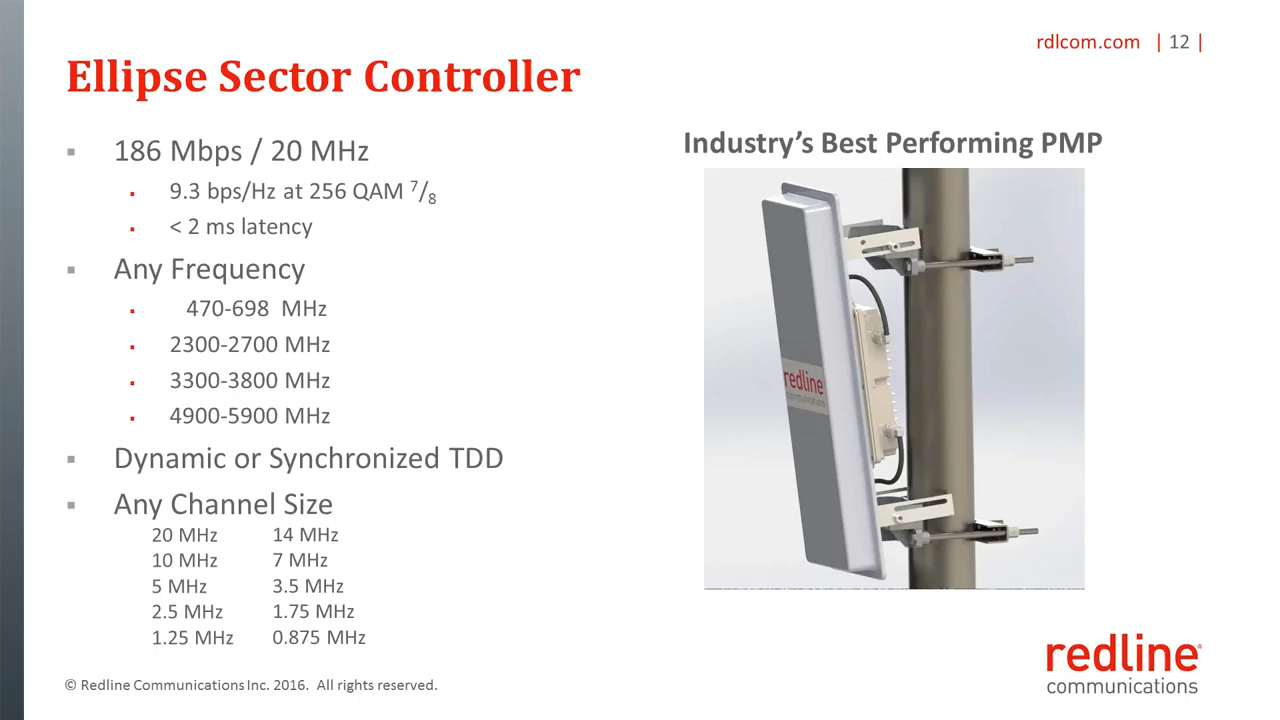 rdlcom.com | 12 |
Ellipse Sector Controller
▪ 186 Mbps / 20 MHz
▪ 9.3 bps/Hz at 256 QAM ⁷/₈
▪ < 2 ms latency
▪ Any Frequency
▪ 470-698 MHz
▪ 2300-2700 MHz
▪ 3300-3800 MHz
▪ 4900-5900 MHz
▪ Dynamic or Synchronized TDD
▪ Any Channel Size
20 MHz 14 MHz
10 MHz 7 MHz
5 MHz 3.5 MHz
2.5 MHz 1.75 MHz
1.25 MHz 0.875 MHz
Industry’s Best Performing PMP
redline
communications
redline®
communications
© Redline Communications Inc. 2016. All rights reserved.